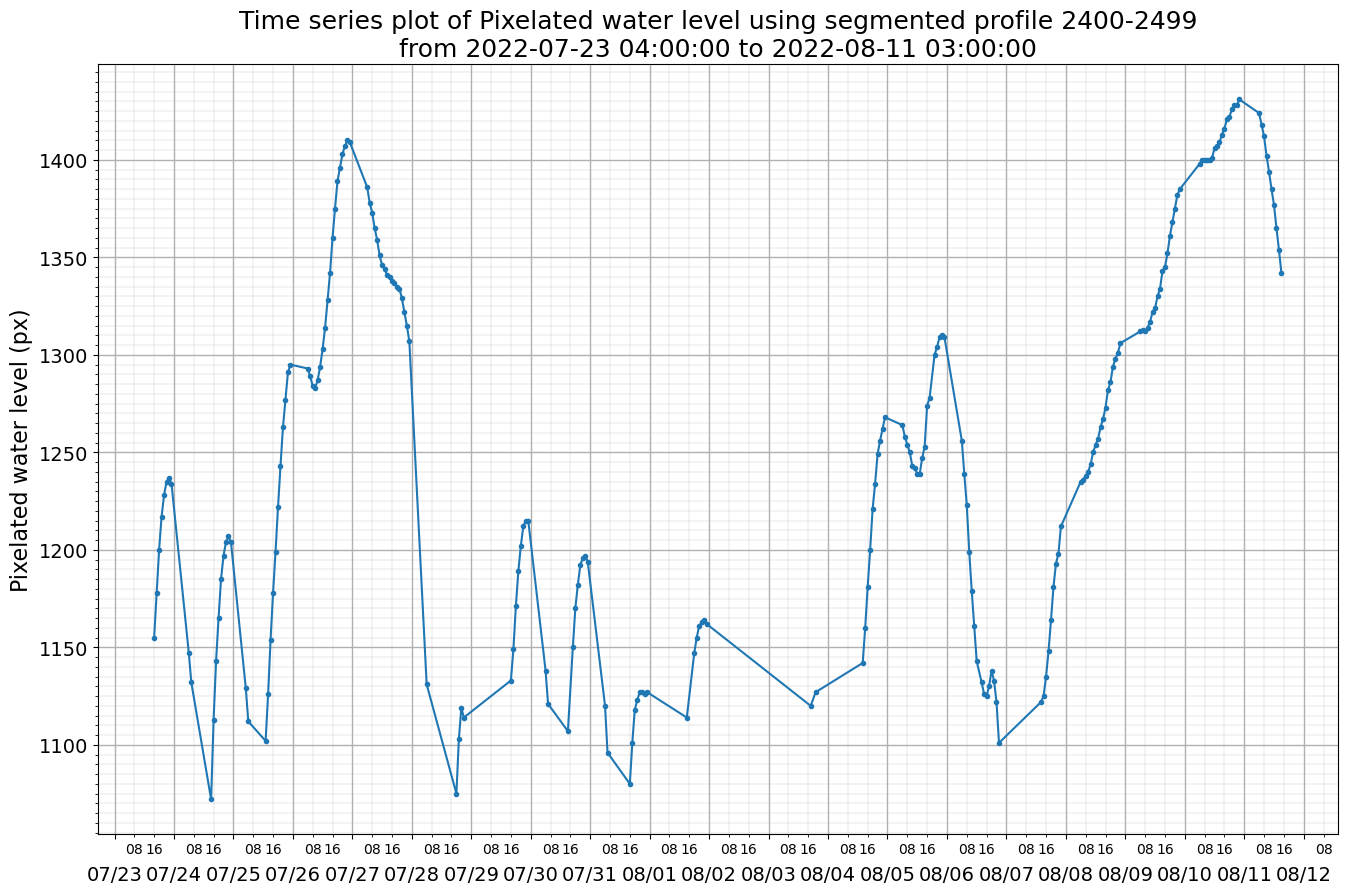 Time series plot of Pixelated water level using segmented profile 2400-2499
from 2022-07-23 04:00:00 to 2022-08-11 03:00:00
Pixelated water level (px)
1400
1350
1300
1250
1200
1150
1100
08 16 08 16 08 16 08 16 08 16 08 16 08 16 08 16 08 16 08 16 08 16 08 16 08 16 08 16 08 16 08 16 08 16 08 16 08 16 08 16 08
07/23 07/24 07/25 07/26 07/27 07/28 07/29 07/30 07/31 08/01 08/02 08/03 08/04 08/05 08/06 08/07 08/08 08/09 08/10 08/11 08/12